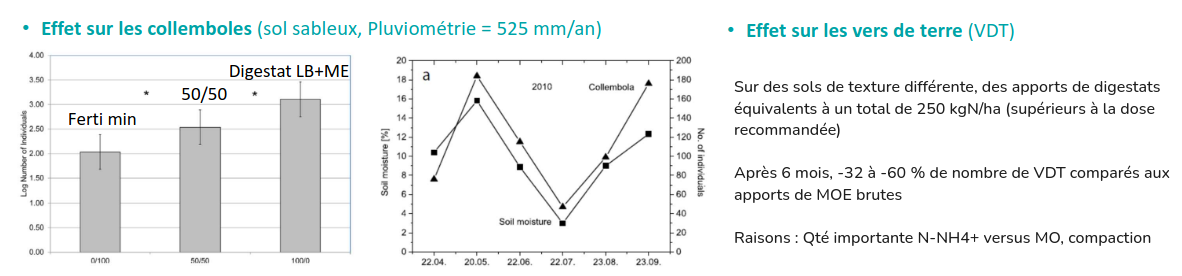 • Effet sur les collemboles (sol sableux, Pluviométrie = 525 mm/an)
4.00
3.50
3.00
2.50
2.00
1.50
1.00
0.50
0.00
Log Number of Individuals
Ferti min
*
50/50
*
Digestat LB+ME
0/100
50/50
100/0
a
2010
Collembola
Soil moisture
Soil moisture [%]
20
18
16
14
12
10
8
6
4
2
0
200
180
160
140
120
100
80
60
40
20
0
No. of individuals
22.04.
20.05.
22.06.
22.07.
23.08.
23.09.
• Effet sur les vers de terre (VDT)
Sur des sols de texture différente, des apports de digestats
équivalents à un total de 250 kgN/ha (supérieurs à la dose
recommandée)
Après 6 mois, -32 à -60 % de nombre de VDT comparés aux
apports de MOE brutes
Raisons : Qté importante N-NH4+ versus MO, compaction